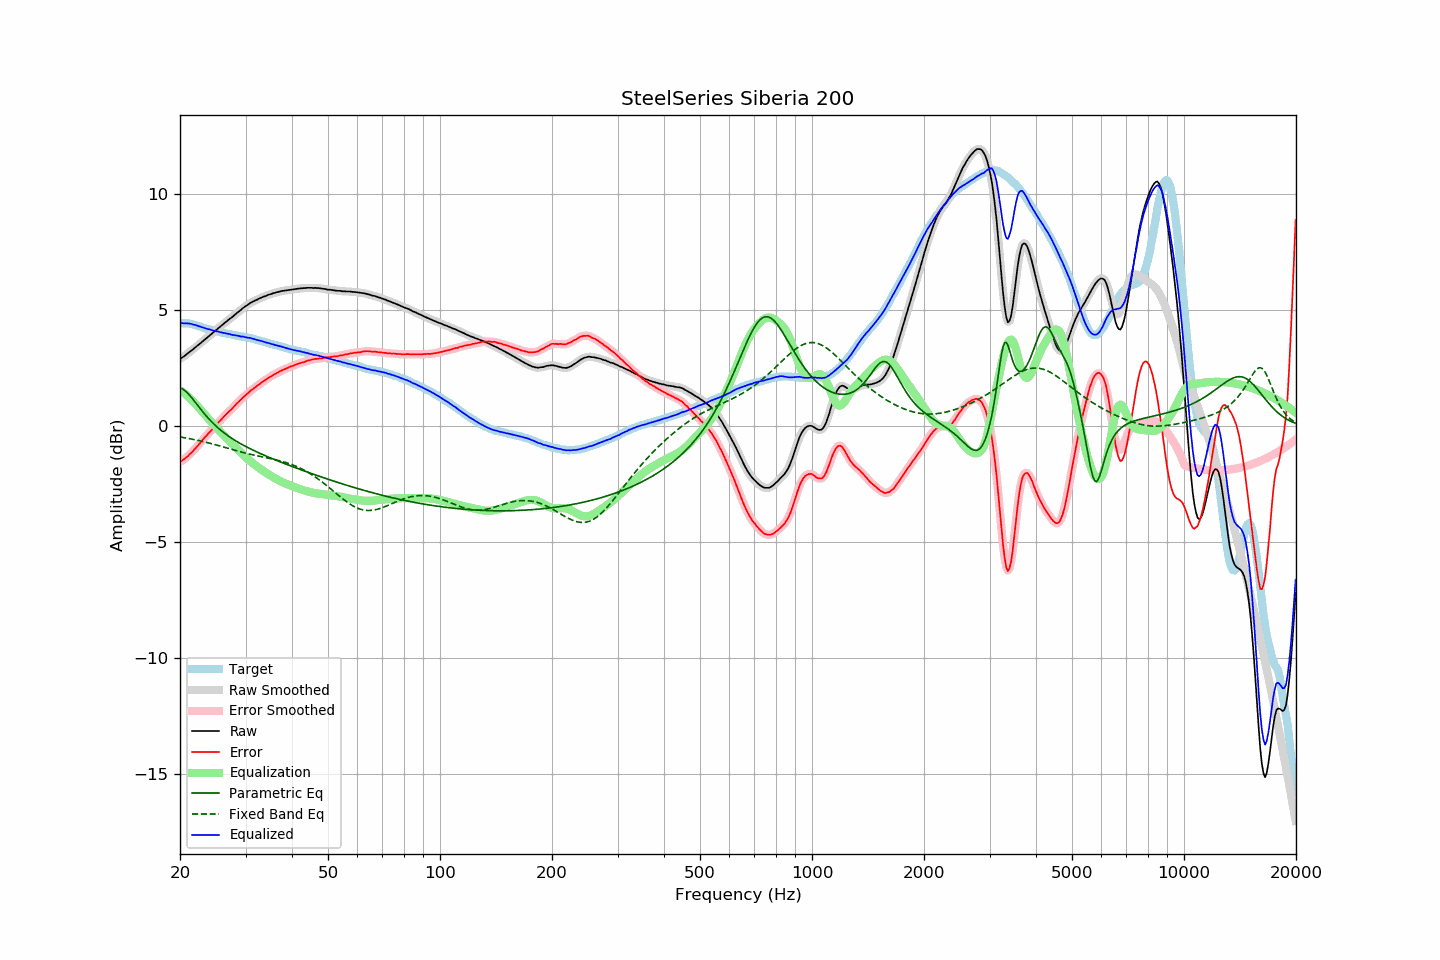 SteelSeries Siberia 200
Amplitude (dBr)
10
5
0
−5
−10
−15
Target
Raw Smoothed
Error Smoothed
Raw
Error
Equalization
Parametric Eq
Fixed Band Eq
Equalized
20 50 100 200 500 1000 2000 5000 10000 20000
Frequency (Hz)